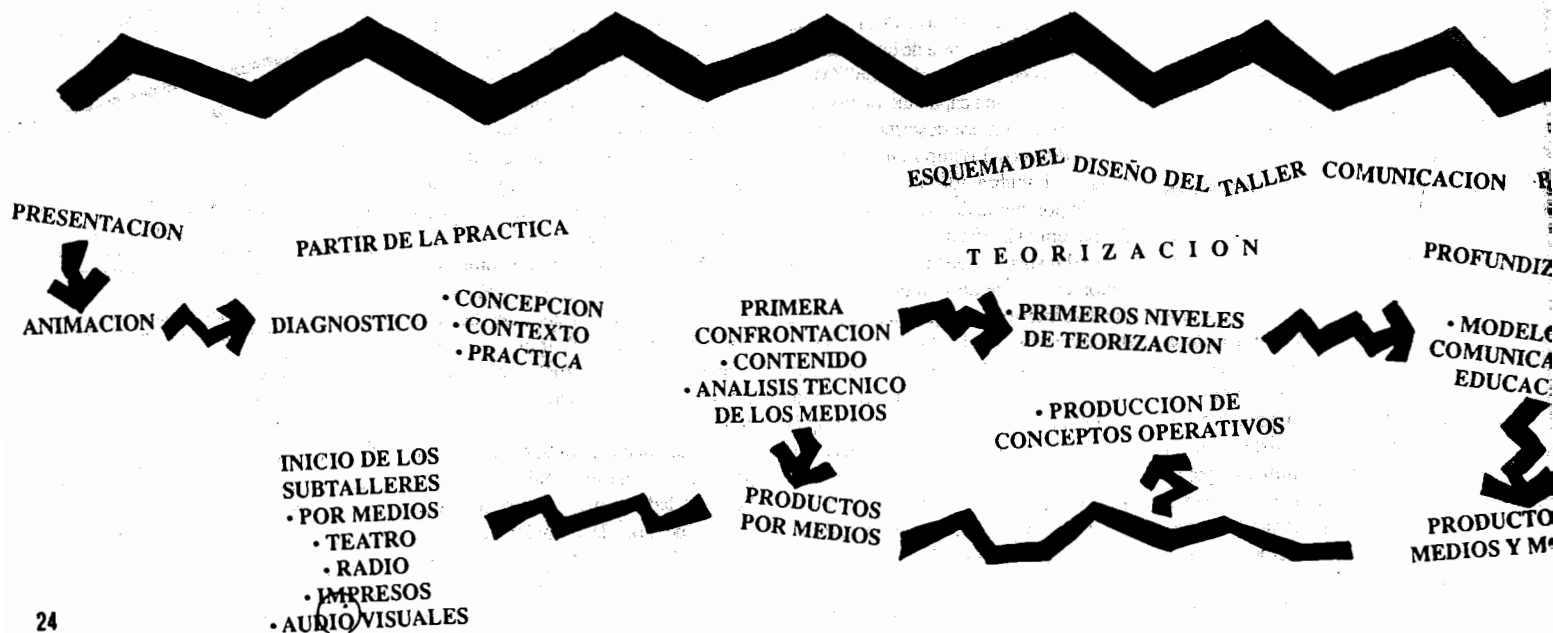 ESQUEMA DEL DISEÑO DEL TALLER COMUNICACION
PRESENTACION
PARTIR DE LA PRACTICA
TEORIZACION
ANIMACION
DIAGNOSTICO
• CONCEPCION
• CONTEXTO
• PRACTICA
PRIMERA
CONFRONTACION
• CONTENIDO
• ANALISIS TECNICO
DE LOS MEDIOS
• PRIMEROS NIVELES
DE TEORIZACION
• PRODUCCION DE
CONCEPTOS OPERATIVOS
INICIO DE LOS
SUBTALLERES
• POR MEDIOS
• TEATRO
• RADIO
• IMPRESOS
• AUDIOVISUALES
PRODUCTOS
POR MEDIOS
MEDIOS Y
24